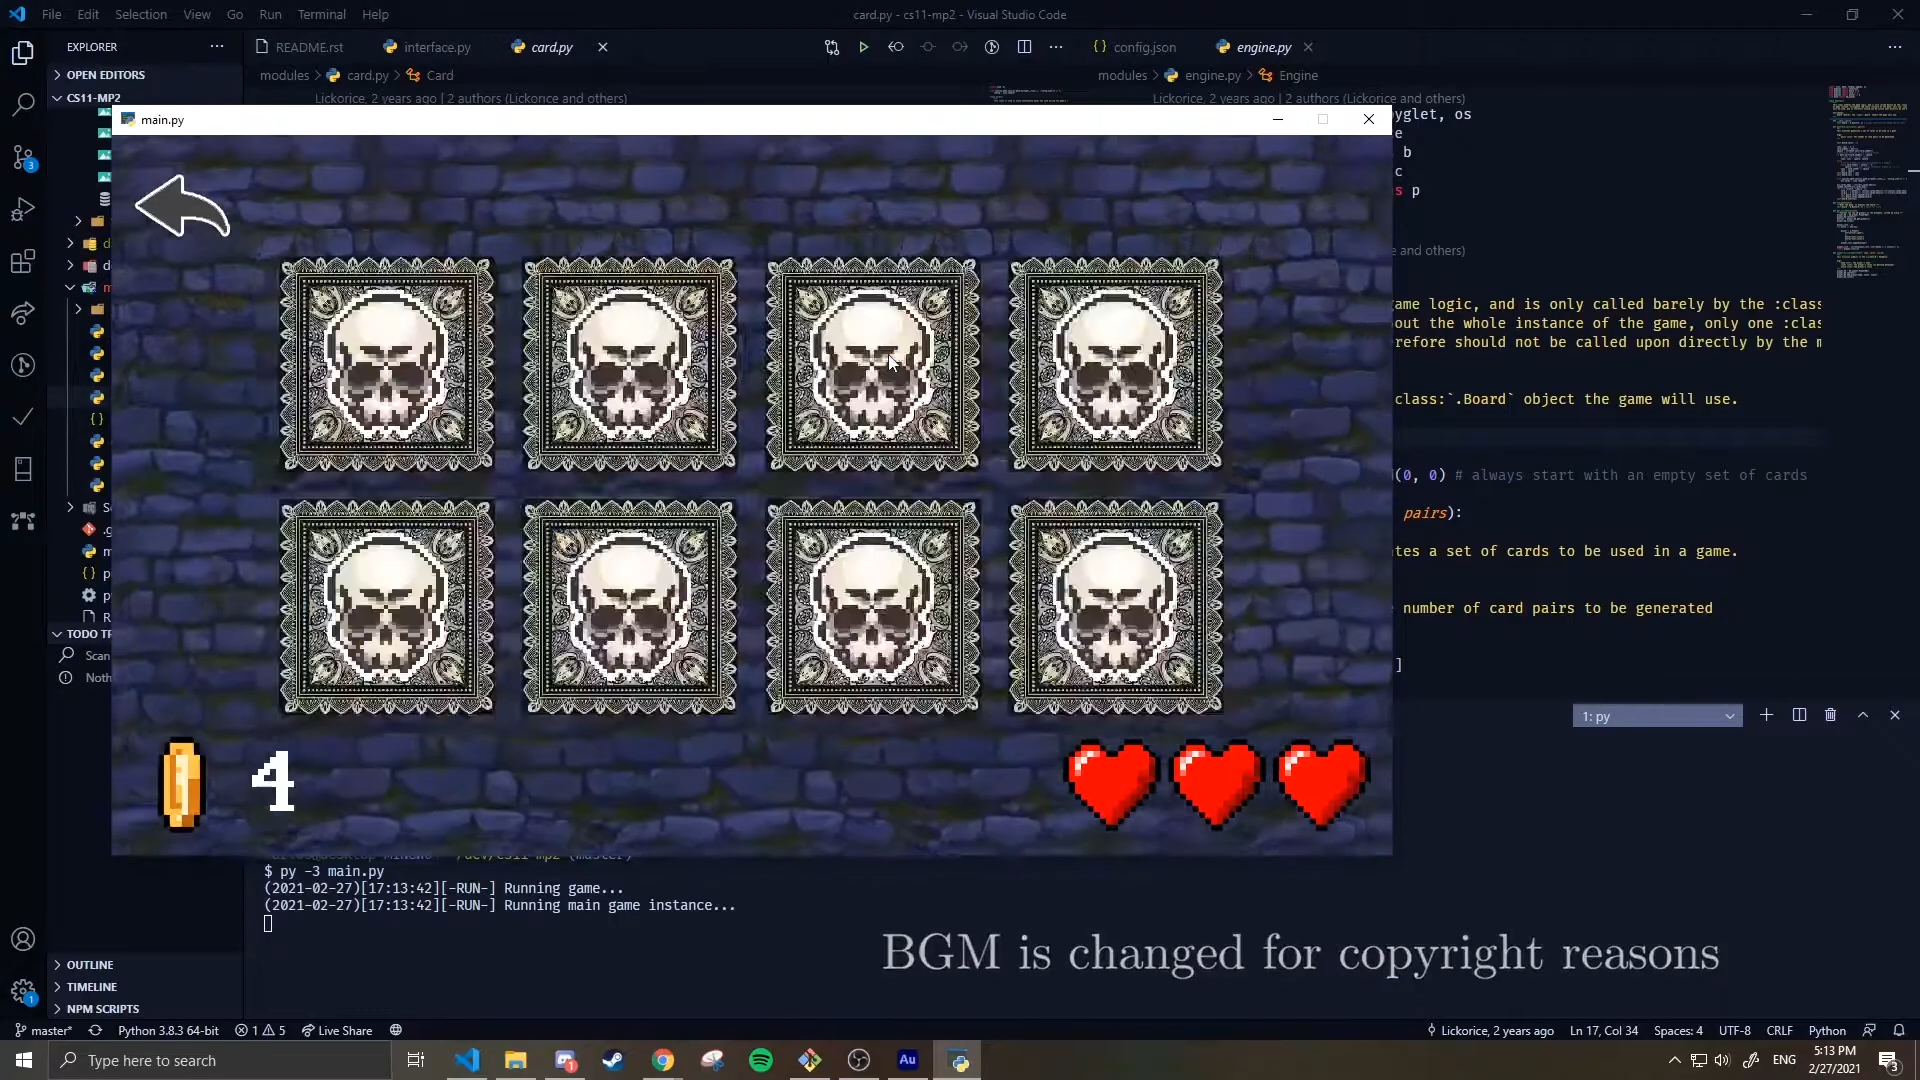 File Edit Selection View Go Run Terminal Help
card.py - cs11-mp2 - Visual Studio Code
EXPLORER
README.rst interface.py card.py
config.json engine.py
OPEN EDITORS
modules > card.py > Card
modules > engine.py > Engine
CS11-MP2
Lickorice, 2 years ago | 2 authors (Lickorice and others)
Lickorice, 2 years ago | 2 authors (Lickorice and others)
main.py
yglet, os
e
b
c
s p
3
e and others)
ame logic, and is only called barely by the :class
out the whole instance of the game, only one :clas
refore should not be called upon directly by the m
class:`.Board` object the game will use.
(0, 0) # always start with an empty set of cards
pairs):
tes a set of cards to be used in a game.
number of card pairs to be generated
]
TODO TR
Scan
Noth
1: py
4
$ py -3 main.py
(2021-02-27)[17:13:42][-RUN-] Running game...
(2021-02-27)[17:13:42][-RUN-] Running main game instance...
BGM is changed for copyright reasons
OUTLINE
TIMELINE
NPM SCRIPTS
1
master* Python 3.8.3 64-bit 1 5 Live Share
Lickorice, 2 years ago Ln 17, Col 34 Spaces: 4 UTF-8 CRLF Python
Type here to search
1
Au
ENG
5:13 PM
2/27/2021
3